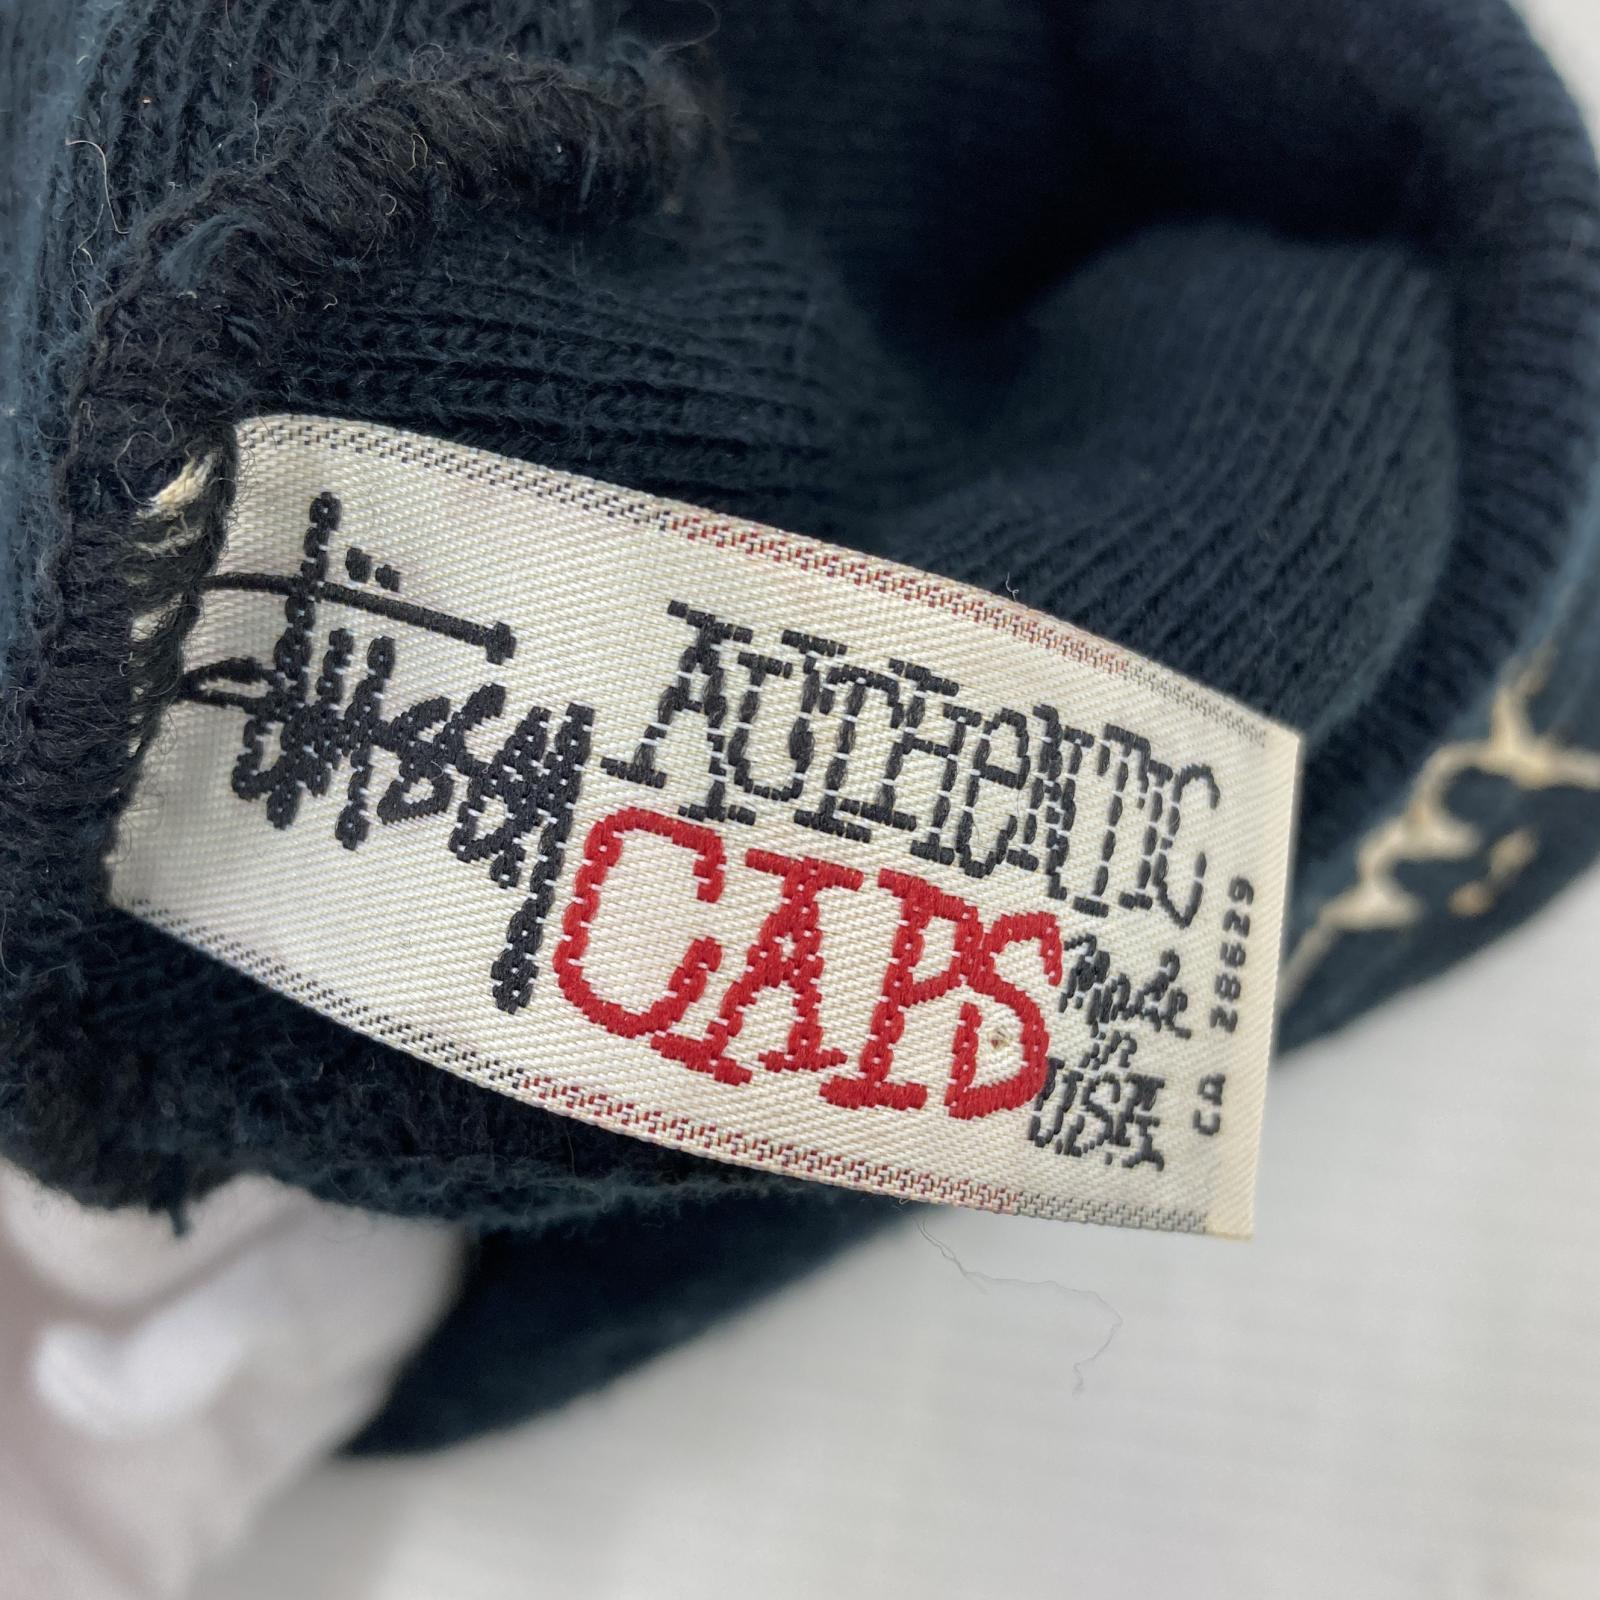 Stüssy
AUTHENTIC
CAPS
Made
in
U.S.A.
CA 28629